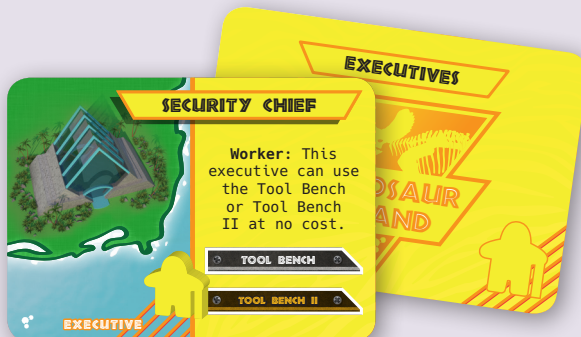 EXECUTIVES
SECURITY CHIEF
Worker: This
executive can use
the Tool Bench
or Tool Bench
II at no cost.
TOOL BENCH
TOOL BENCH II
EXECUTIVE